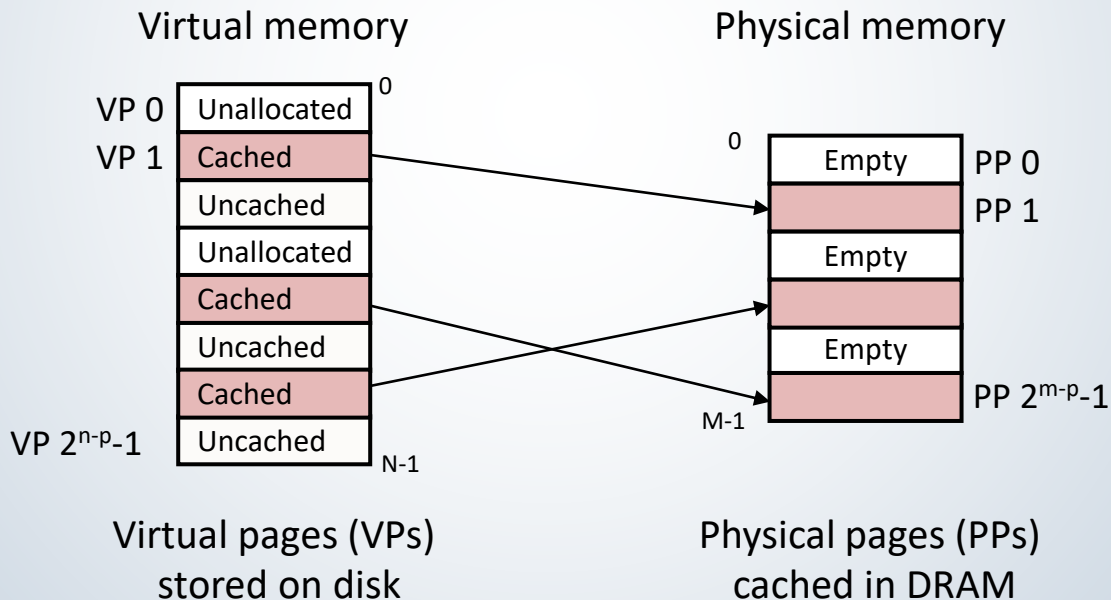 Virtual memory
Physical memory
0
VP 0
Unallocated
VP 1
Cached
Uncached
Unallocated
Cached
Uncached
Cached
VP 2^{n-p}-1
Uncached
N-1
0
Empty
PP 0
PP 1
Empty
Empty
PP 2^{m-p}-1
M-1
Virtual pages (VPs)
stored on disk
Physical pages (PPs)
cached in DRAM